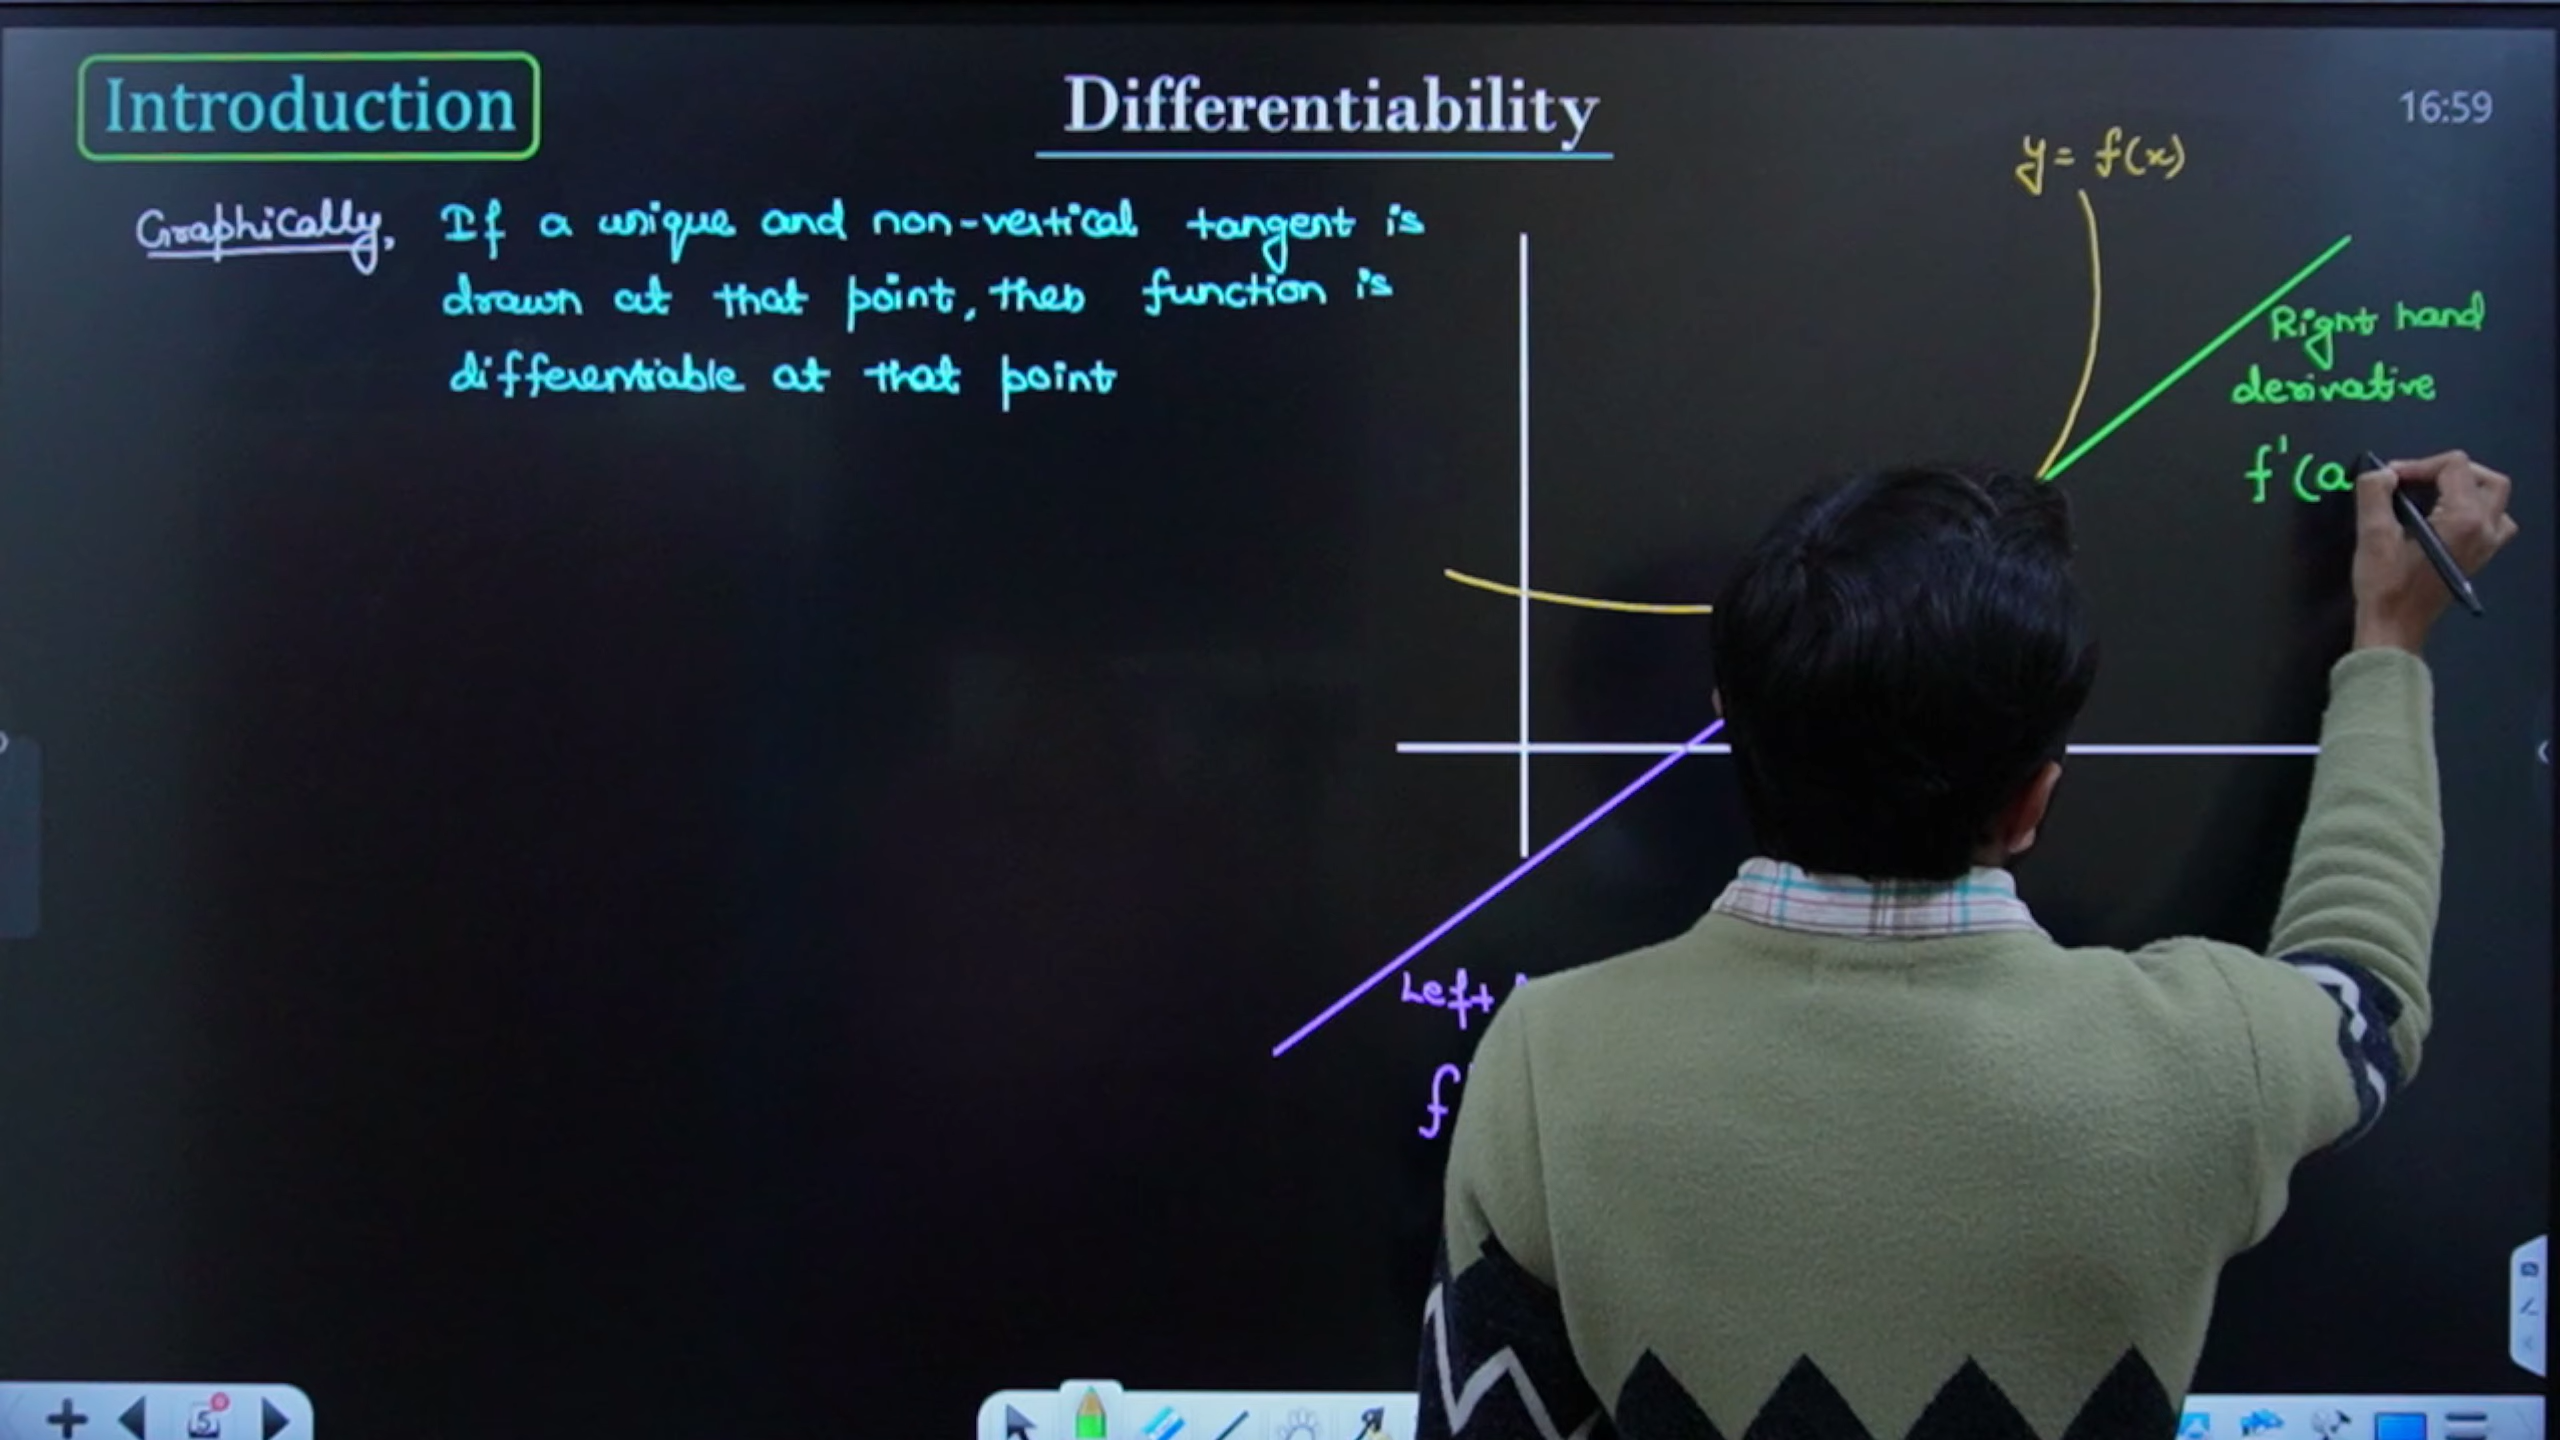 Introduction
Differentiability
16:59
y = f(x)
Graphically, If a unique and non-vertical tangent is
drawn at that point, then function is
differentiable at that point
Right hand
derivative
f'(a
Left
f'
5